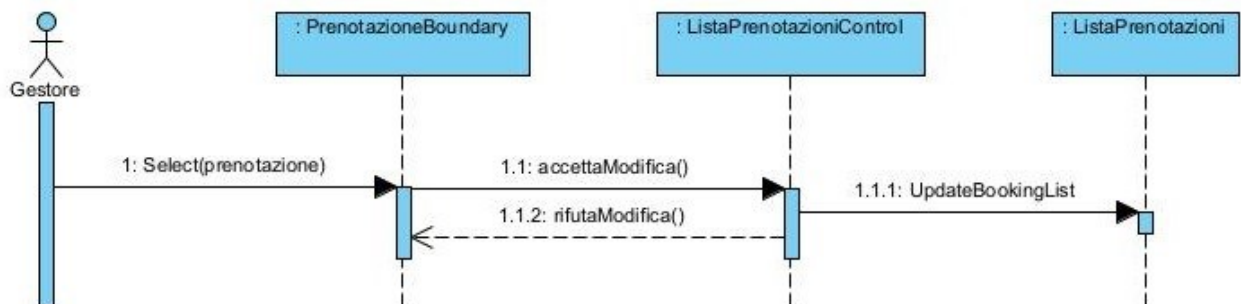 : PrenotazioneBoundary
: ListaPrenotazioniControl
: ListaPrenotazioni
Gestore
1: Select(prenotazione)
1.1: accettaModifica()
1.1.1: UpdateBookingList
1.1.2: rifutaModifica()